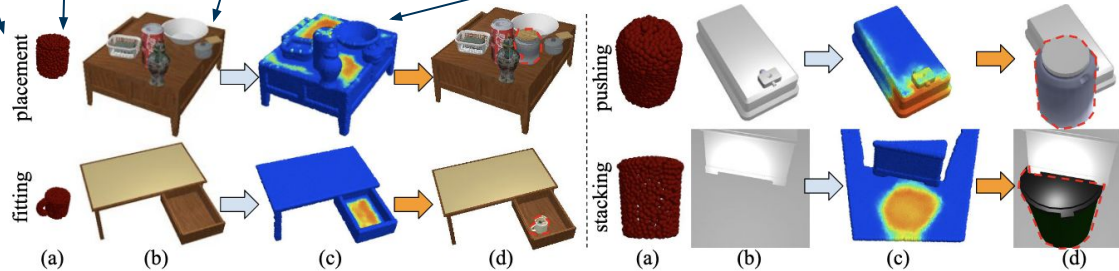 placement
fitting
(a)
(b)
(c)
(d)
pushing
stacking
(a)
(b)
(c)
(d)